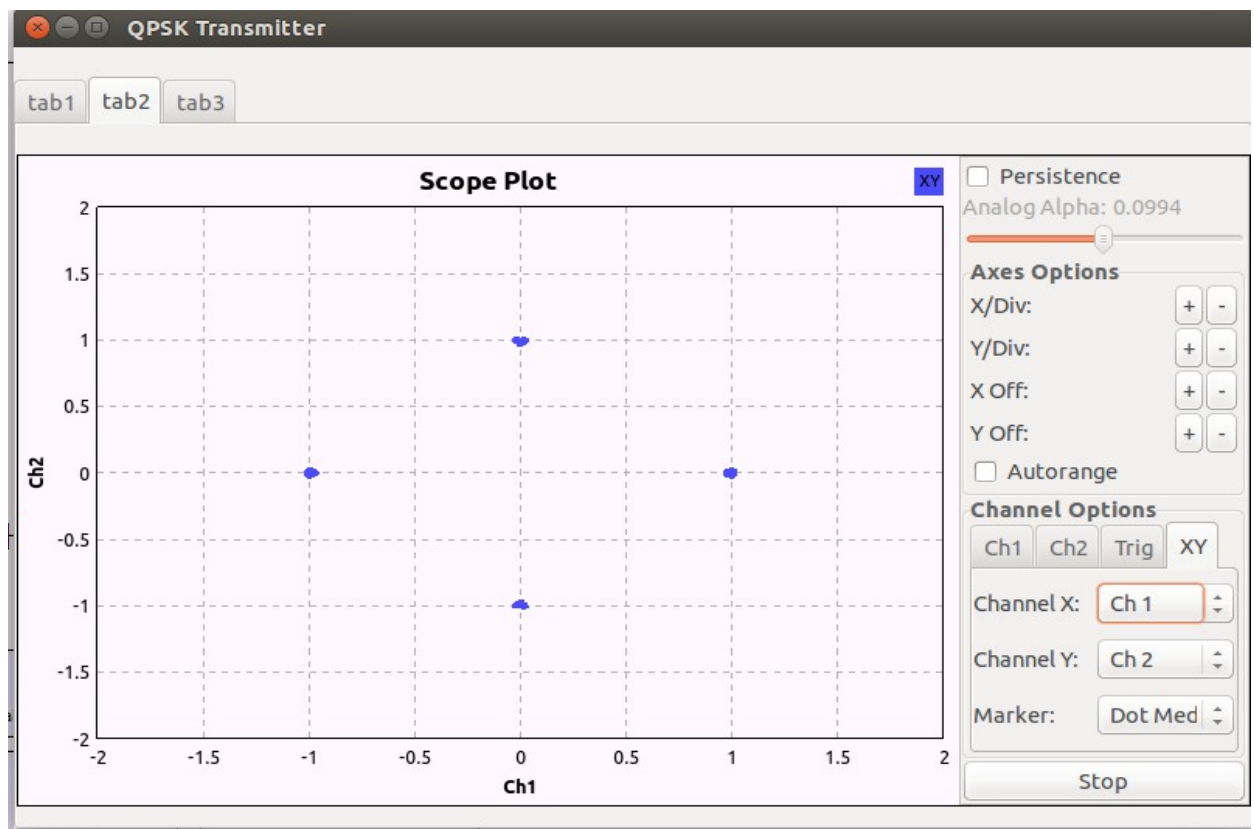 QPSK Transmitter
tab1 tab2 tab3
Scope Plot
XY
2
1.5
1
0.5
0
-0.5
-1
-1.5
-2
Ch2
-2 -1.5 -1 -0.5 0 0.5 1 1.5 2
Ch1
Persistence
Analog Alpha: 0.0994
Axes Options
X/Div: + -
Y/Div: + -
X Off: + -
Y Off: + -
Autorange
Channel Options
Ch1 Ch2 Trig XY
Channel X: Ch 1
Channel Y: Ch 2
Marker: Dot Med
Stop